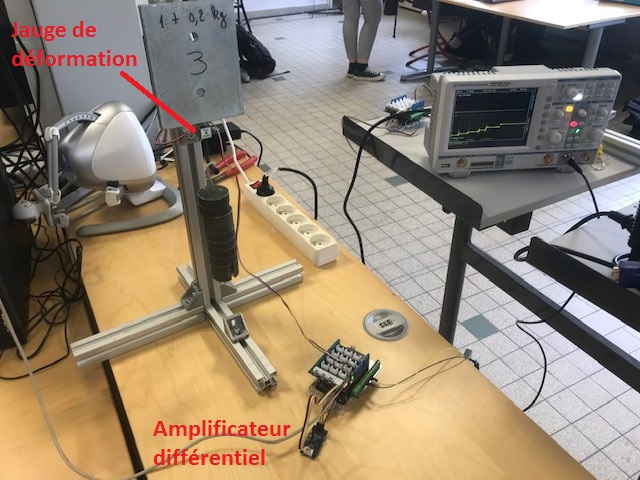 1 + 0,2 kg
3
Jauge de
déformation
Amplificateur
différentiel